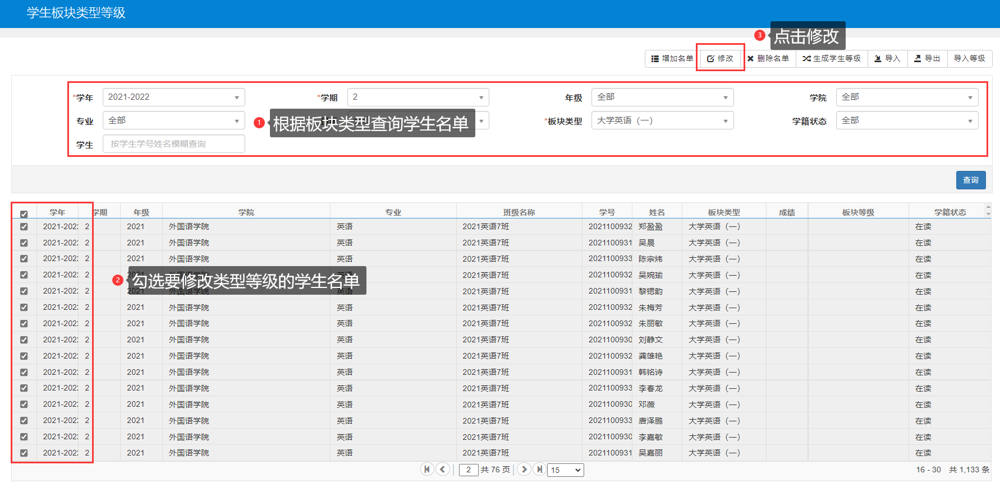 学生板块类型等级
3 点击修改
增加名单 修改 删除名单 生成学生等级 导入 导出 导入等级
*学年 2021-2022 *学期 2 年级 全部 学院 全部
专业 全部 1 根据板块类型查询学生名单 *板块类型 大学英语（一） 学籍状态 全部
学生 按学生学号姓名模糊查询
查询
学年 学期 年级 学院 专业 班级名称 学号 姓名 板块类型 成绩 板块等级 学籍状态
2021-202 2 2021 外国语学院 英语 2021英语7班 2021100932 郑盈盈 大学英语（一） 在读
2021-202 2 2021 外国语学院 英语 2021英语7班 2021100931 吴晨 大学英语（一） 在读
2021-202 2 2021 外国语学院 英语 2021英语7班 2021100933 陈宗炜 大学英语（一） 在读
2021-202 2 2021 外国语学院 英语 2021英语7班 2021100932 吴婉瑜 大学英语（一） 在读
2 勾选要修改类型等级的学生名单
2021-202 2 2021 外国语学院 英语 2021英语7班 2021100931 黎锶韵 大学英语（一） 在读
2021-202 2 2021 外国语学院 英语 2021英语7班 2021100932 朱梅芳 大学英语（一） 在读
2021-202 2 2021 外国语学院 英语 2021英语7班 2021100932 朱丽敏 大学英语（一） 在读
2021-202 2 2021 外国语学院 英语 2021英语7班 2021100930 刘静文 大学英语（一） 在读
2021-202 2 2021 外国语学院 英语 2021英语7班 2021100932 龚雄艳 大学英语（一） 在读
2021-202 2 2021 外国语学院 英语 2021英语7班 2021100931 韩铭诗 大学英语（一） 在读
2021-202 2 2021 外国语学院 英语 2021英语7班 2021100933 李春龙 大学英语（一） 在读
2021-202 2 2021 外国语学院 英语 2021英语7班 2021100930 邓薇 大学英语（一） 在读
2021-202 2 2021 外国语学院 英语 2021英语7班 2021100933 唐泽鹏 大学英语（一） 在读
2021-202 2 2021 外国语学院 英语 2021英语7班 2021100930 李嘉敏 大学英语（一） 在读
2021-202 2 2021 外国语学院 英语 2021英语7班 2021100931 吴嘉丽 大学英语（一） 在读
2 共 76 页 15 16 - 30 共 1,133 条